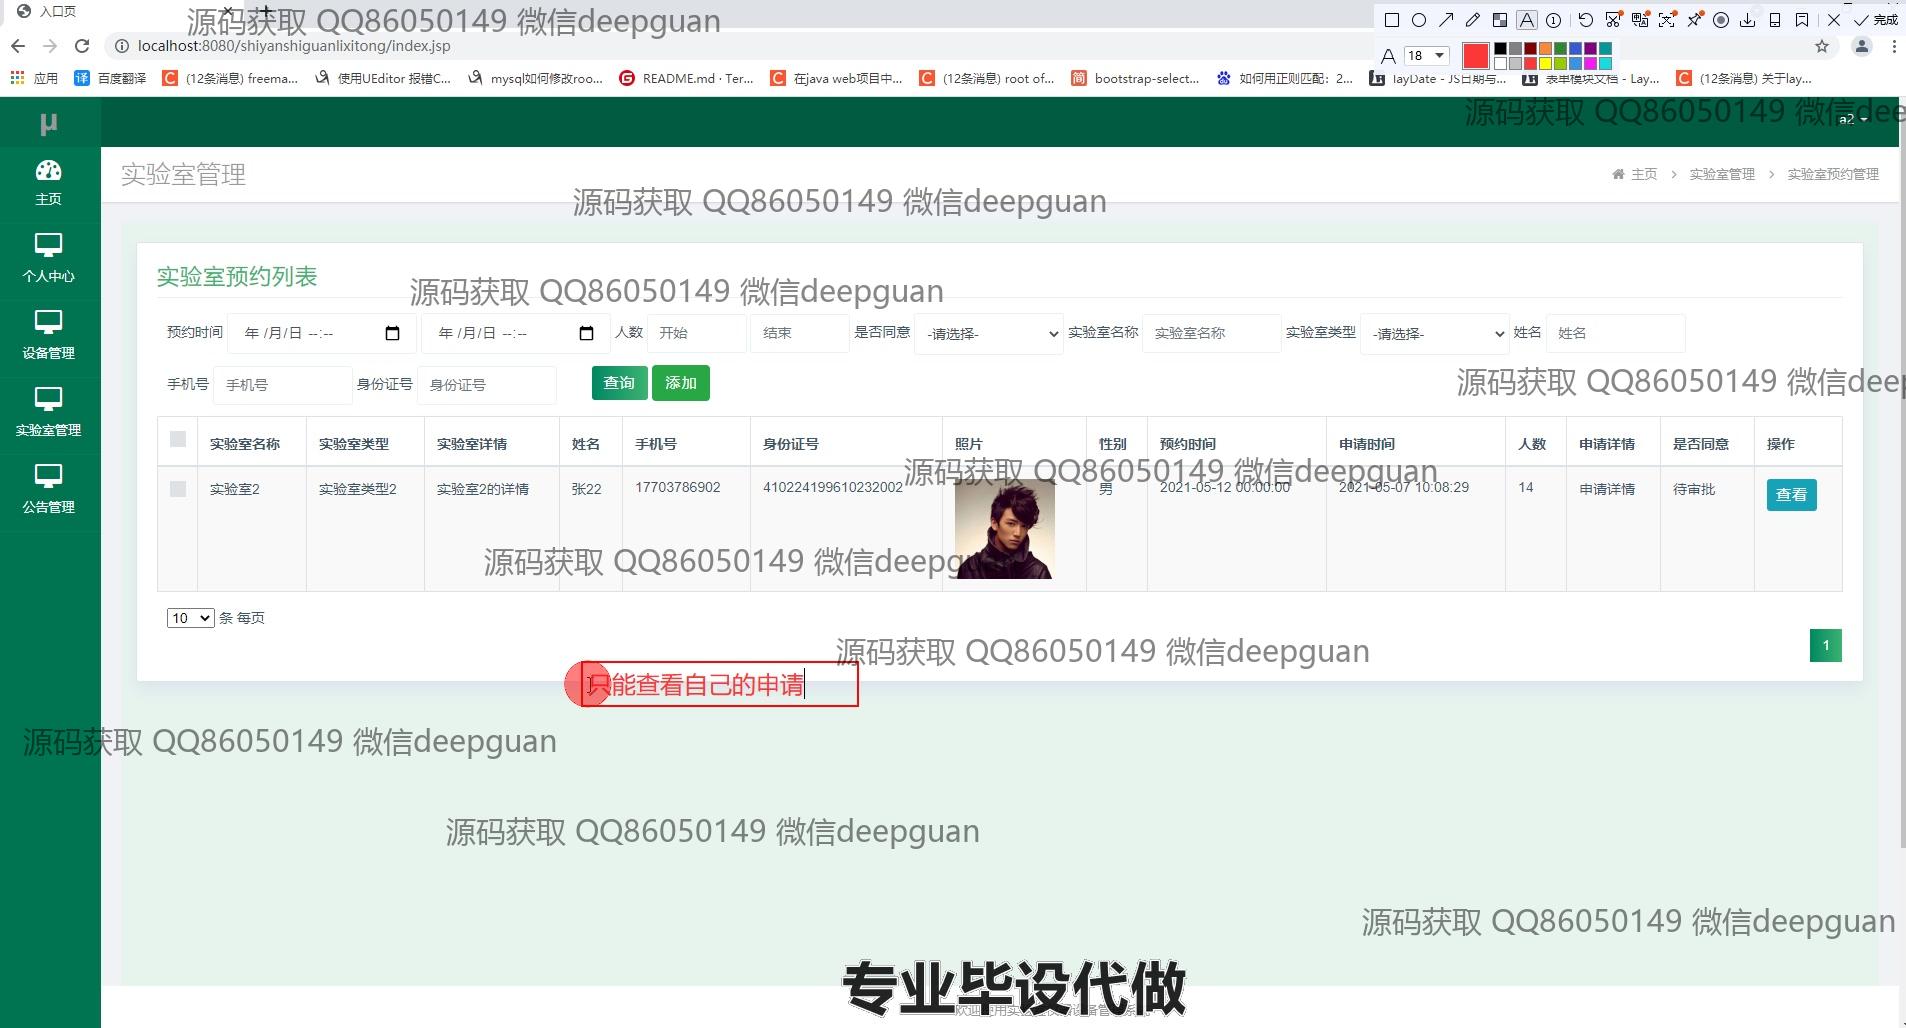 入口页
源码获取 QQ86050149 微信deepguan
完成
localhost:8080/shiyanshiguanlixitong/index.jsp
18
应用
百度翻译
(12条消息) freema...
使用UEditor 报错C...
mysql如何修改roo...
README.md · Ter...
在java web项目中...
(12条消息) root of...
bootstrap-select...
如何用正则匹配：2...
layDate - JS日期与...
表单模块文档 - Lay...
(12条消息) 关于lay...
μ
源码获取 QQ86050149 微信dee
a2
主页
个人中心
设备管理
实验室管理
公告管理
实验室管理
主页 > 实验室管理 > 实验室预约管理
源码获取 QQ86050149 微信deepguan
实验室预约列表
源码获取 QQ86050149 微信deepguan
预约时间 年 /月/日 --:-- 年 /月/日 --:-- 人数 开始 结束 是否同意 -请选择- 实验室名称 实验室名称 实验室类型 -请选择- 姓名 姓名
手机号 手机号 身份证号 身份证号 查询 添加
源码获取 QQ86050149 微信deep
实验室名称 实验室类型 实验室详情 姓名 手机号 身份证号 照片 性别 预约时间 申请时间 人数 申请详情 是否同意 操作
源码获取 QQ86050149 微信deepguan
实验室2 实验室类型2 实验室2的详情 张22 17703786902 410224199610232002 男 2021-05-12 00:00:00 2021-05-07 10:08:29 14 申请详情 待审批 查看
源码获取 QQ86050149 微信deepg
10 条 每页
源码获取 QQ86050149 微信deepguan
1
只能查看自己的申请
源码获取 QQ86050149 微信deepguan
源码获取 QQ86050149 微信deepguan
源码获取 QQ86050149 微信deepguan
专业毕设代做